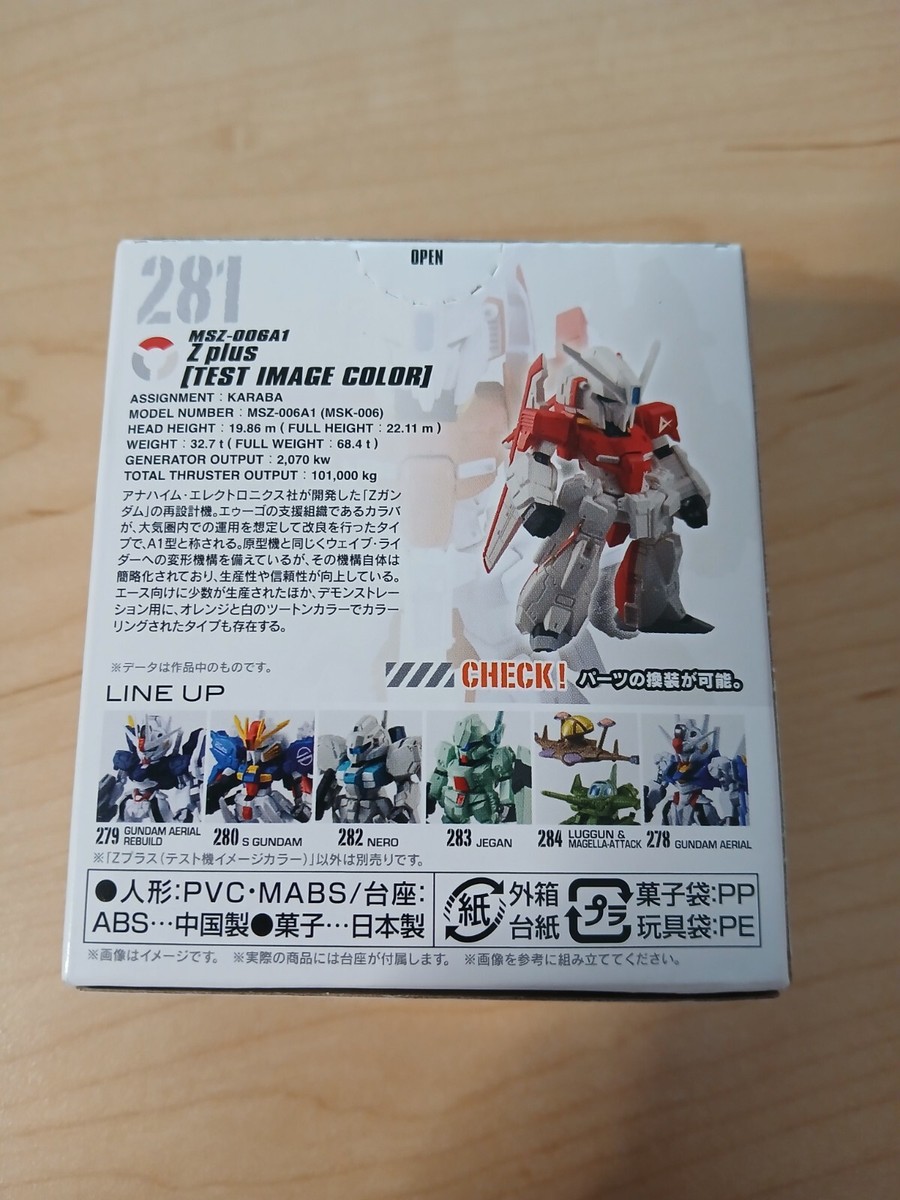 281
OPEN
MSZ-006A1
Z plus
[TEST IMAGE COLOR]
ASSIGNMENT : KARABA
MODEL NUMBER : MSZ-006A1 (MSK-006)
HEAD HEIGHT : 19.86 m ( FULL HEIGHT : 22.11 m )
WEIGHT : 32.7 t ( FULL WEIGHT : 68.4 t )
GENERATOR OUTPUT : 2,070 kw
TOTAL THRUSTER OUTPUT : 101,000 kg
アナハイム・エレクトロニクス社が開発した「Zガン
ダム」の再設計機。エゥーゴの支援組織であるカラバ
が、大気圏内での運用を想定して改良を行ったタイ
プで、A1型と称される。原型機と同じくウェイブ・ライ
ダーへの変形機構を備えているが、その機構自体は
簡略化されており、生産性や信頼性が向上している。
エース向けに少数が生産されたほか、デモンストレー
ション用に、オレンジと白のツートンカラーでカラー
リングされたタイプも存在する。
※データは作品中のものです。
CHECK! パーツの換装が可能。
LINE UP
279 GUNDAM AERIAL REBUILD
280 S GUNDAM
282 NERO
283 JEGAN
284 LUGGUN & MAGELLA-ATTACK
278 GUNDAM AERIAL
※「Zプラス(テスト機イメージカラー)」以外は別売りです。
●人形:PVC・MABS/台座:
ABS…中国製●菓子…日本製
紙 外箱 台紙
プラ 菓子袋:PP 玩具袋:PE
※画像はイメージです。 ※実際の商品には台座が付属します。 ※画像を参考に組み立ててください。